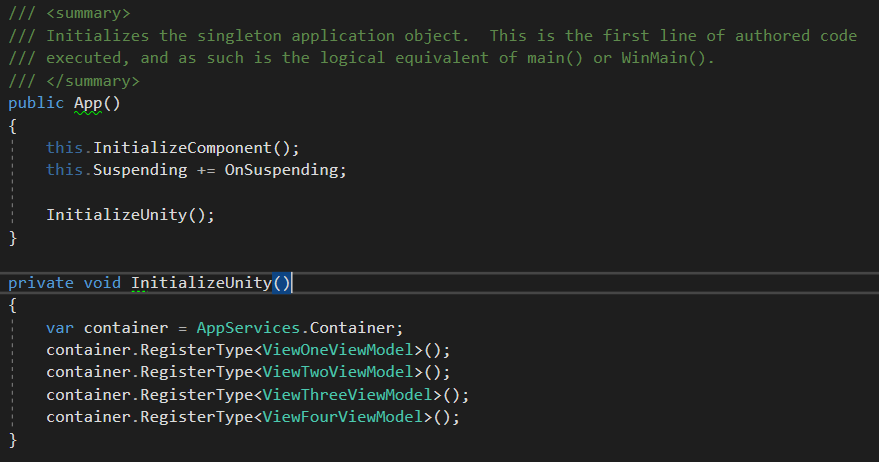 /// <summary>
/// Initializes the singleton application object.  This is the first line of authored code
/// executed, and as such is the logical equivalent of main() or WinMain().
/// </summary>
public App()
{
    this.InitializeComponent();
    this.Suspending += OnSuspending;

    InitializeUnity();
}

private void InitializeUnity()
{
    var container = AppServices.Container;
    container.RegisterType<ViewOneViewModel>();
    container.RegisterType<ViewTwoViewModel>();
    container.RegisterType<ViewThreeViewModel>();
    container.RegisterType<ViewFourViewModel>();
}